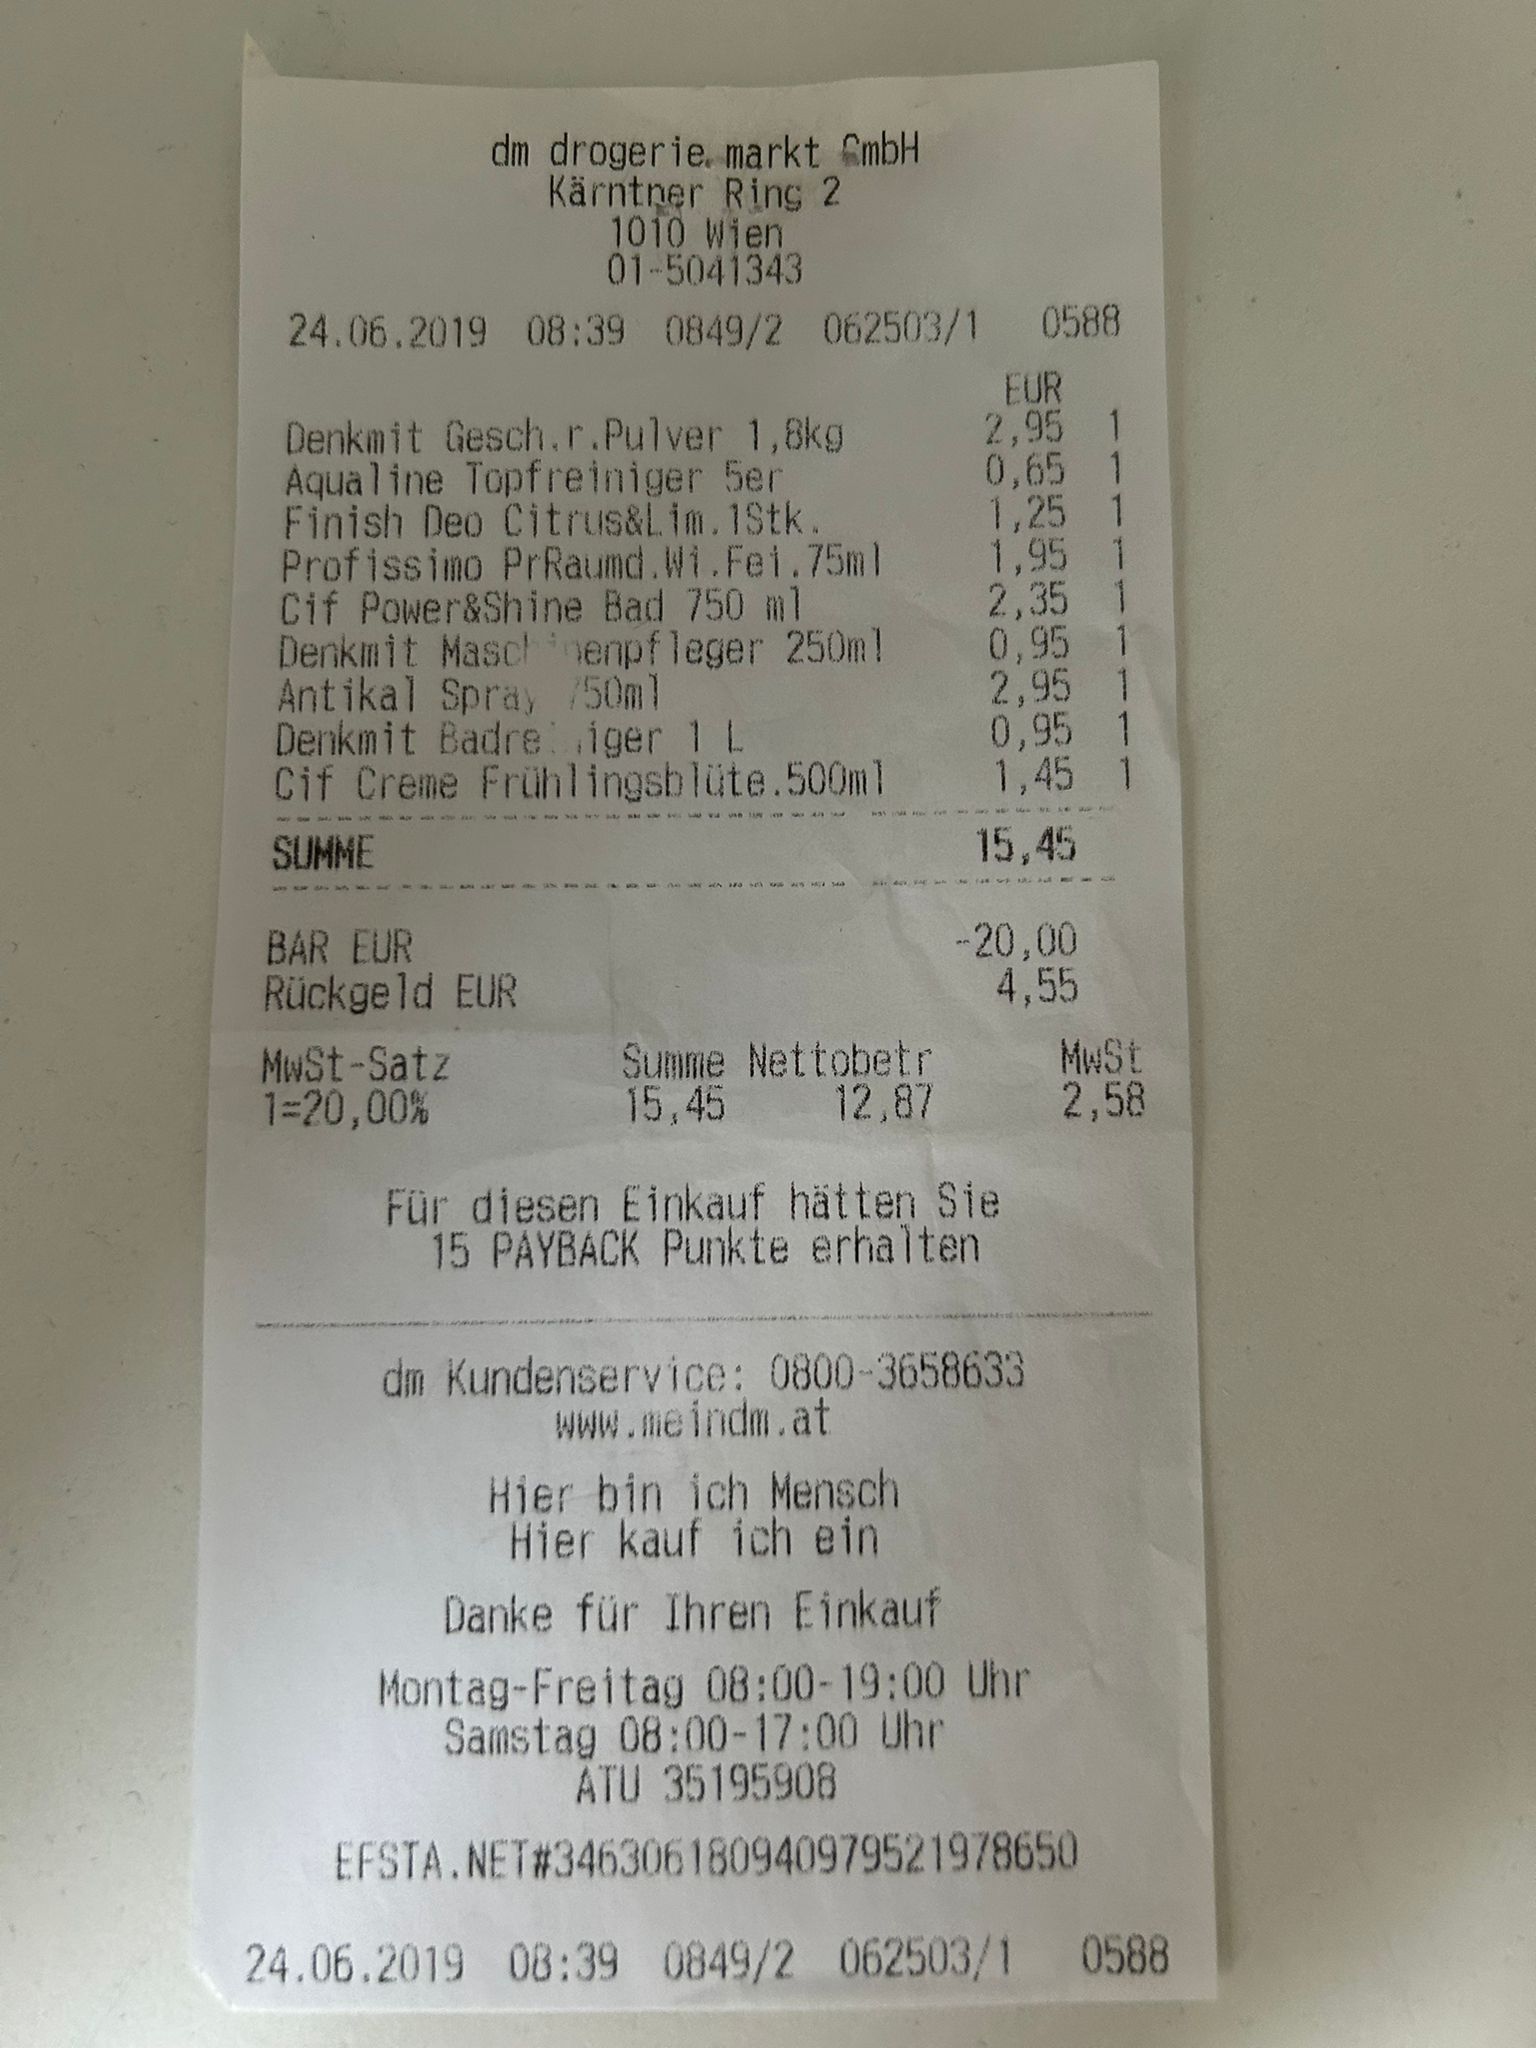 dm drogerie markt GmbH
Kärntner Ring 2
1010 Wien
01-5041343
24.06.2019 08:39 0849/2 062503/1 0588
EUR
Denkmit Gesch.r.Pulver 1,8kg 2,95 1
Aqualine Topfreiniger 5er 0,65 1
Finish Deo Citrus&Lim.1Stk. 1,25 1
Profissimo PrRaumd.Wi.Fei.75ml 1,95 1
Cif Power&Shine Bad 750 ml 2,35 1
Denkmit Maschinenpfleger 250ml 0,95 1
Antikal Spray 750ml 2,95 1
Denkmit Badreiniger 1 L 0,95 1
Cif Creme Frühlingsblüte.500ml 1,45 1
SUMME 15,45
BAR EUR -20,00
Rückgeld EUR 4,55
MwSt-Satz Summe Nettobetr MwSt
1=20,00% 15,45 12,87 2,58
Für diesen Einkauf hätten Sie
15 PAYBACK Punkte erhalten
dm Kundenservice: 0800-3658633
www.meindm.at
Hier bin ich Mensch
Hier kauf ich ein
Danke für Ihren Einkauf
Montag-Freitag 08:00-19:00 Uhr
Samstag 08:00-17:00 Uhr
ATU 35195908
EFSTA.NET#346306180940979521978650
24.06.2019 08:39 0849/2 062503/1 0588